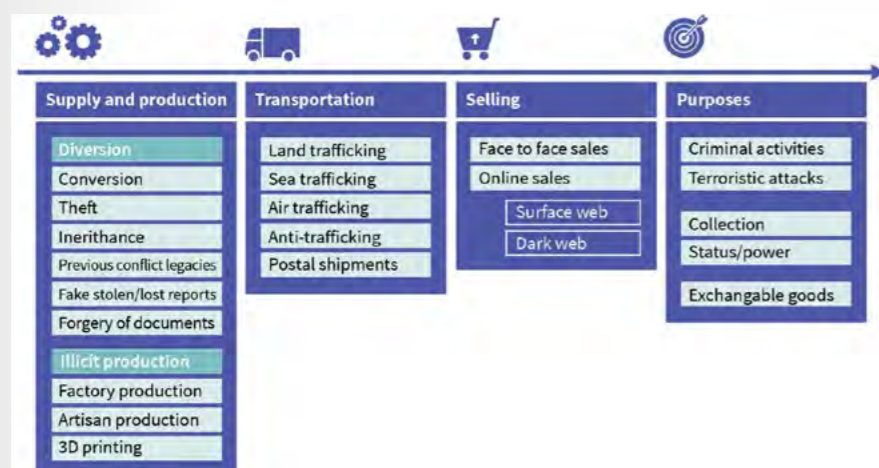 Supply and production
Diversion
Conversion
Theft
Inerithance
Previous conflict legacies
Fake stolen/lost reports
Forgery of documents
Illicit production
Factory production
Artisan production
3D printing
Transportation
Land trafficking
Sea trafficking
Air trafficking
Anti-trafficking
Postal shipments
Selling
Face to face sales
Online sales
Surface web
Dark web
Purposes
Criminal activities
Terroristic attacks
Collection
Status/power
Exchangable goods